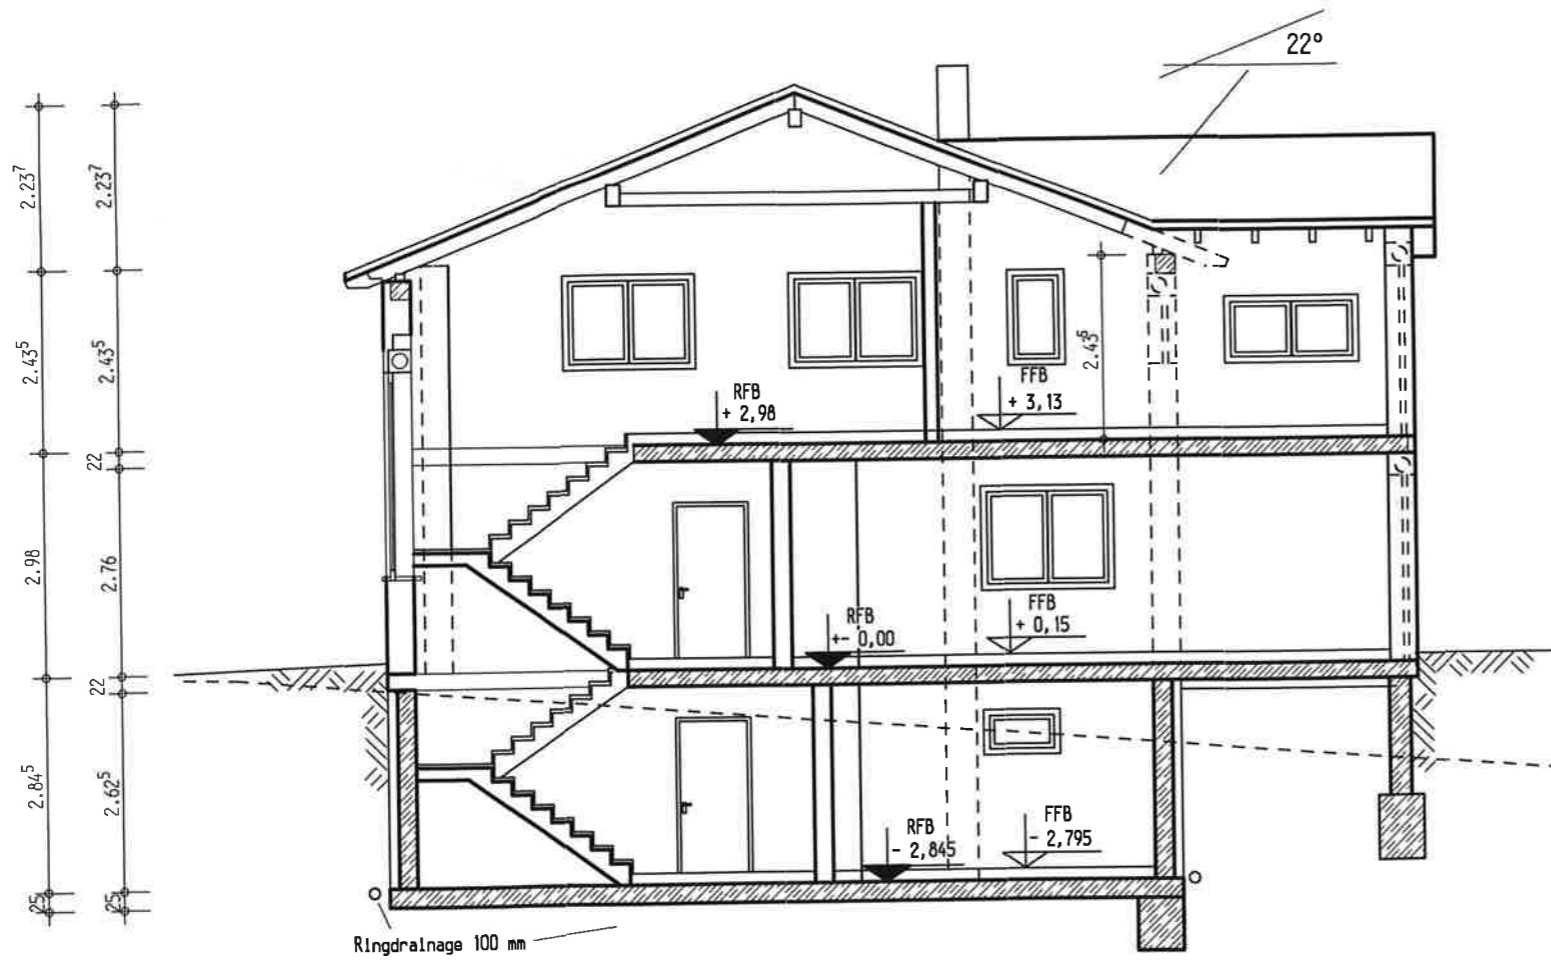 22°
2.23⁷
2.23⁷
2.43⁵
2.43⁵
2.43⁵
RFB
+ 2,98
FFB
+ 3,13
22
2.98
2.76
RFB
+- 0,00
FFB
+ 0,15
22
2.84⁵
2.62⁵
RFB
- 2,845
FFB
- 2,795
25
25
Ringdrainage 100 mm